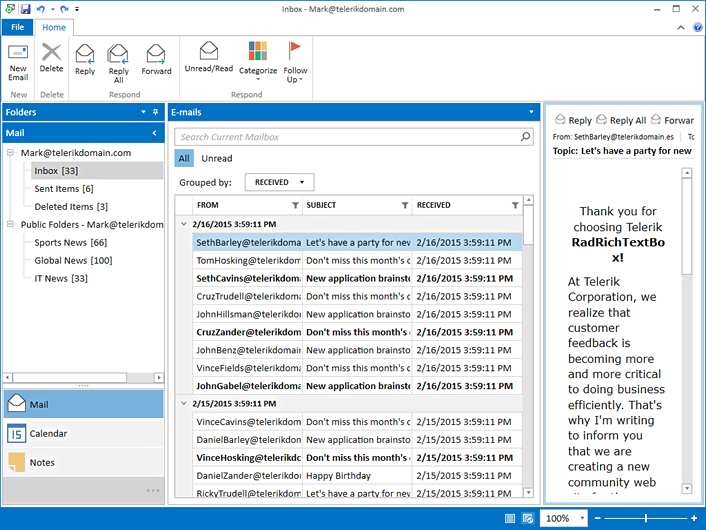 Inbox - Mark@telerikdomain.com
File Home
New Email
Delete
Reply
Reply All
Forward
Unread/Read
Categorize
Follow Up
New Delete Respond Respond
Folders
Mail
Mark@telerikdomain.com
Inbox [33]
Sent Items [6]
Deleted Items [3]
Public Folders - Mark@telerikdom
Sports News [66]
Global News [100]
IT News [33]
Mail
15 Calendar
Notes
E-mails
Search Current Mailbox
All Unread
Grouped by: RECEIVED
FROM SUBJECT RECEIVED
2/16/2015 3:59:11 PM
SethBarley@telerikdoma Let's have a party for new 2/16/2015 3:59:11 PM
TomHosking@telerikdom Don't miss this month's c 2/16/2015 3:59:11 PM
SethCavins@telerikdom New application brainsto 2/16/2015 3:59:11 PM
CruzTrudell@telerikdom Don't miss this month's c 2/16/2015 3:59:11 PM
JohnHillsman@telerikdo New application brainsto 2/16/2015 3:59:11 PM
CruzZander@telerikdom Don't miss this month's c 2/16/2015 3:59:11 PM
JohnBenz@telerikdomain New application brainsto 2/16/2015 3:59:11 PM
VinceFields@telerikdom Don't miss this month's c 2/16/2015 3:59:11 PM
JohnGabel@telerikdoma New application brainsto 2/16/2015 3:59:11 PM
2/15/2015 3:59:11 PM
VinceCavins@telerikdom Don't miss this month's c 2/15/2015 3:59:11 PM
DanielBarley@telerikdom New application brainsto 2/15/2015 3:59:11 PM
VinceHosking@telerikdo Don't miss this month's c 2/15/2015 3:59:11 PM
DanielZander@telerikdom Happy Birthday 2/15/2015 3:59:11 PM
RickyTrudell@telerikdom Let's have a party for new 2/15/2015 3:59:11 PM
Reply Reply All Forwar
From: SethBarley@telerikdomain.es To
Topic: Let's have a party for new
Thank you for
choosing Telerik
RadRichTextBo
x!
At Telerik
Corporation, we
realize that
customer
feedback is
becoming more
and more critical
to doing business
efficiently. That's
why I'm writing
to inform you
that we are
creating a new
community web
100%